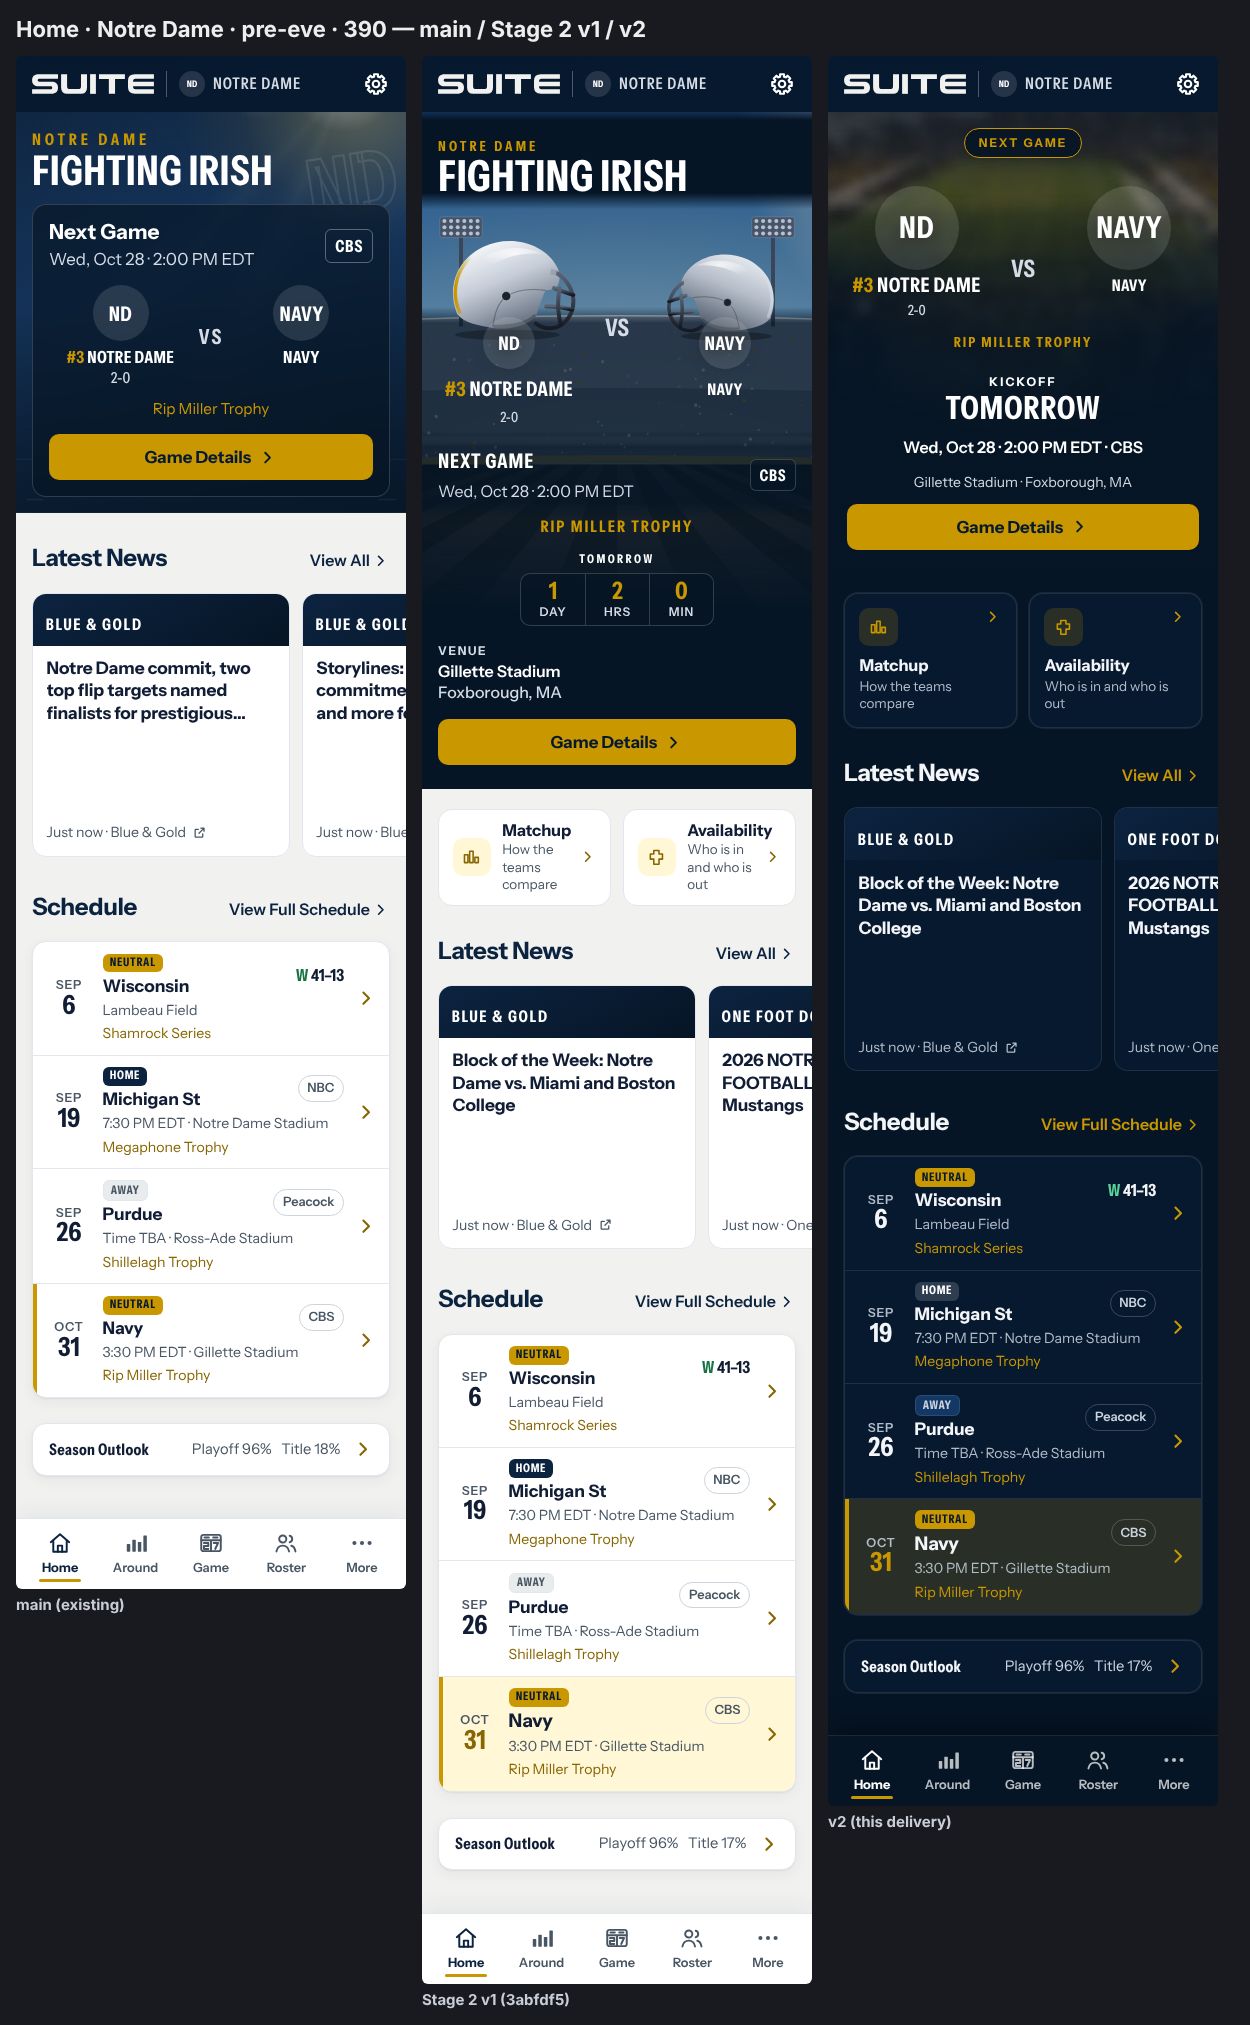 Home · Notre Dame · pre-eve · 390 — main / Stage 2 v1 / v2
SUITE
ND
NOTRE DAME
NOTRE DAME
FIGHTING IRISH
ND
Next Game
Wed, Oct 28 · 2:00 PM EDT
CBS
ND
VS
NAVY
#3 NOTRE DAME
NAVY
2-0
Rip Miller Trophy
Game Details
Latest News
View All
BLUE & GOLD
BLUE & GOLD
Notre Dame commit, two
top flip targets named
finalists for prestigious...
Storylines:
commitme
and more fo
Just now · Blue & Gold
Just now · Blue
Schedule
View Full Schedule
SEP
6
NEUTRAL
Wisconsin
W 41-13
Lambeau Field
Shamrock Series
SEP
19
HOME
Michigan St
NBC
7:30 PM EDT · Notre Dame Stadium
Megaphone Trophy
SEP
26
AWAY
Purdue
Peacock
Time TBA · Ross-Ade Stadium
Shillelagh Trophy
OCT
31
NEUTRAL
Navy
CBS
3:30 PM EDT · Gillette Stadium
Rip Miller Trophy
Season Outlook
Playoff 96% Title 18%
Home
Around
Game
Roster
More
main (existing)
SUITE
ND
NOTRE DAME
NOTRE DAME
FIGHTING IRISH
VS
ND
NAVY
#3 NOTRE DAME
NAVY
2-0
NEXT GAME
Wed, Oct 28 · 2:00 PM EDT
CBS
RIP MILLER TROPHY
TOMORROW
1
DAY
2
HRS
0
MIN
VENUE
Gillette Stadium
Foxborough, MA
Game Details
Matchup
How the
teams
compare
Availability
Who is in
and who is
out
Latest News
View All
BLUE & GOLD
ONE FOOT DO
Block of the Week: Notre
Dame vs. Miami and Boston
College
2026 NOTR
FOOTBALL
Mustangs
Just now · Blue & Gold
Just now · One
Schedule
View Full Schedule
SEP
6
NEUTRAL
Wisconsin
W 41-13
Lambeau Field
Shamrock Series
SEP
19
HOME
Michigan St
NBC
7:30 PM EDT · Notre Dame Stadium
Megaphone Trophy
SEP
26
AWAY
Purdue
Peacock
Time TBA · Ross-Ade Stadium
Shillelagh Trophy
OCT
31
NEUTRAL
Navy
CBS
3:30 PM EDT · Gillette Stadium
Rip Miller Trophy
Season Outlook
Playoff 96% Title 17%
Home
Around
Game
Roster
More
Stage 2 v1 (3abfdf5)
SUITE
ND
NOTRE DAME
NEXT GAME
ND
NAVY
VS
#3 NOTRE DAME
NAVY
2-0
RIP MILLER TROPHY
KICKOFF
TOMORROW
Wed, Oct 28 · 2:00 PM EDT · CBS
Gillette Stadium · Foxborough, MA
Game Details
Matchup
How the teams
compare
Availability
Who is in and who is
out
Latest News
View All
BLUE & GOLD
ONE FOOT DO
Block of the Week: Notre
Dame vs. Miami and Boston
College
2026 NOTR
FOOTBALL
Mustangs
Just now · Blue & Gold
Just now · One
Schedule
View Full Schedule
SEP
6
NEUTRAL
Wisconsin
W 41-13
Lambeau Field
Shamrock Series
SEP
19
HOME
Michigan St
NBC
7:30 PM EDT · Notre Dame Stadium
Megaphone Trophy
SEP
26
AWAY
Purdue
Peacock
Time TBA · Ross-Ade Stadium
Shillelagh Trophy
OCT
31
NEUTRAL
Navy
CBS
3:30 PM EDT · Gillette Stadium
Rip Miller Trophy
Season Outlook
Playoff 96% Title 17%
Home
Around
Game
Roster
More
v2 (this delivery)